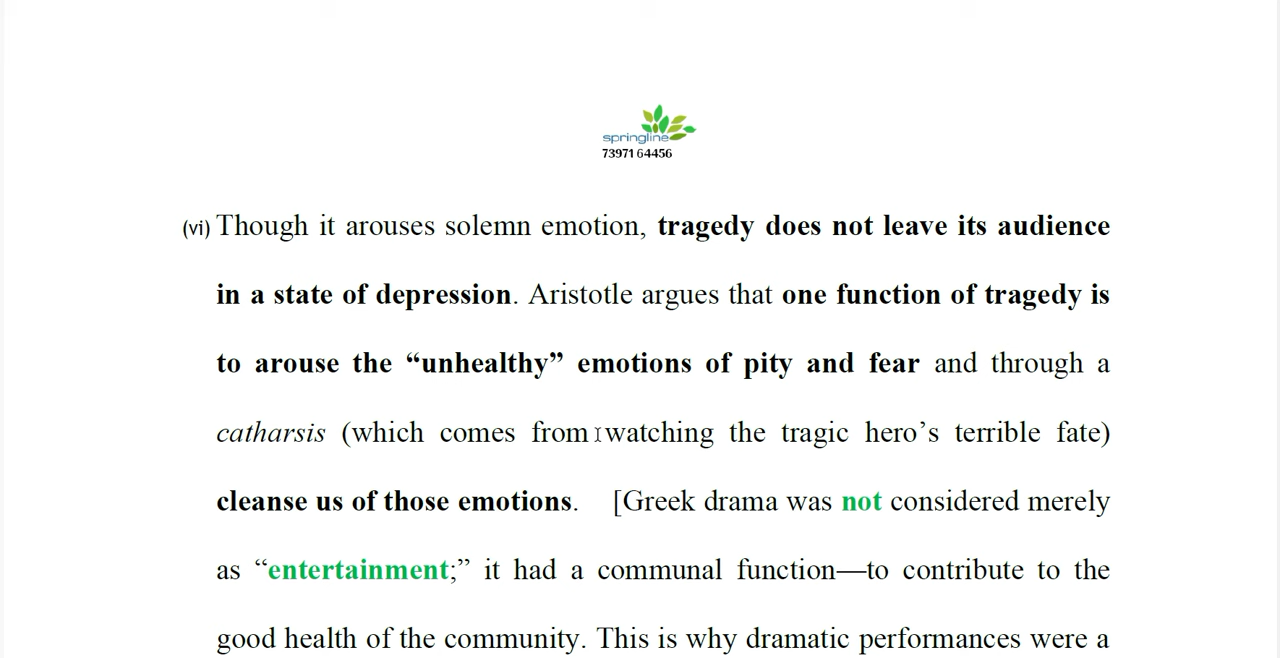 springline
7397164456
(vi) Though it arouses solemn emotion, tragedy does not leave its audience
in a state of depression. Aristotle argues that one function of tragedy is
to arouse the “unhealthy” emotions of pity and fear and through a
catharsis (which comes from watching the tragic hero’s terrible fate)
cleanse us of those emotions. [Greek drama was not considered merely
as “entertainment;” it had a communal function—to contribute to the
good health of the community. This is why dramatic performances were a